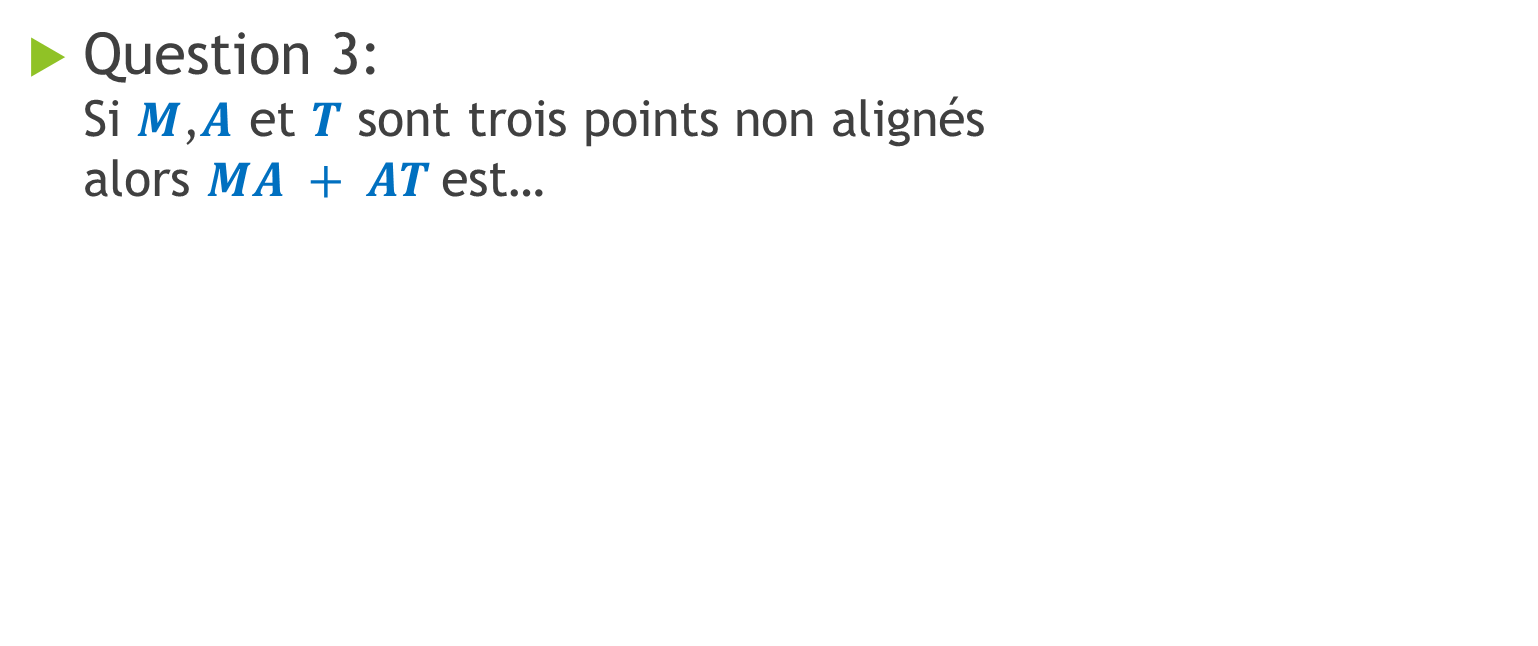 Question 3:
Si M,A et T sont trois points non alignés
alors MA + AT est…